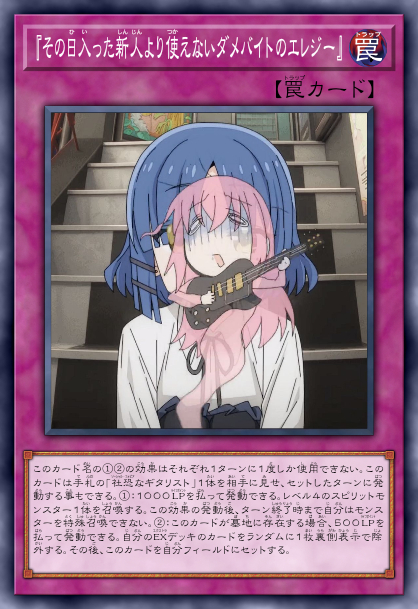 『その日入った新人より使えないダメバイトのエレジ～』
罠
【罠カード】
このカード名の①②の効果はそれぞれ1ターンに1度しか使用できない。この
カードは手札の「社恐なギタリスト」1体を相手に見せ、セットしたターンに発
動する事もできる。①：1000LPを払って発動できる。レベル4のスピリットモン
スター1体を召喚する。この効果の発動後、ターン終了時まで自分はモンス
ターを特殊召喚できない。②：このカードが墓地に存在する場合、500LPを
払って発動できる。自分のEXデッキのカードをランダムに1枚裏側表示で除
外する。その後、このカードを自分フィールドにセットする。